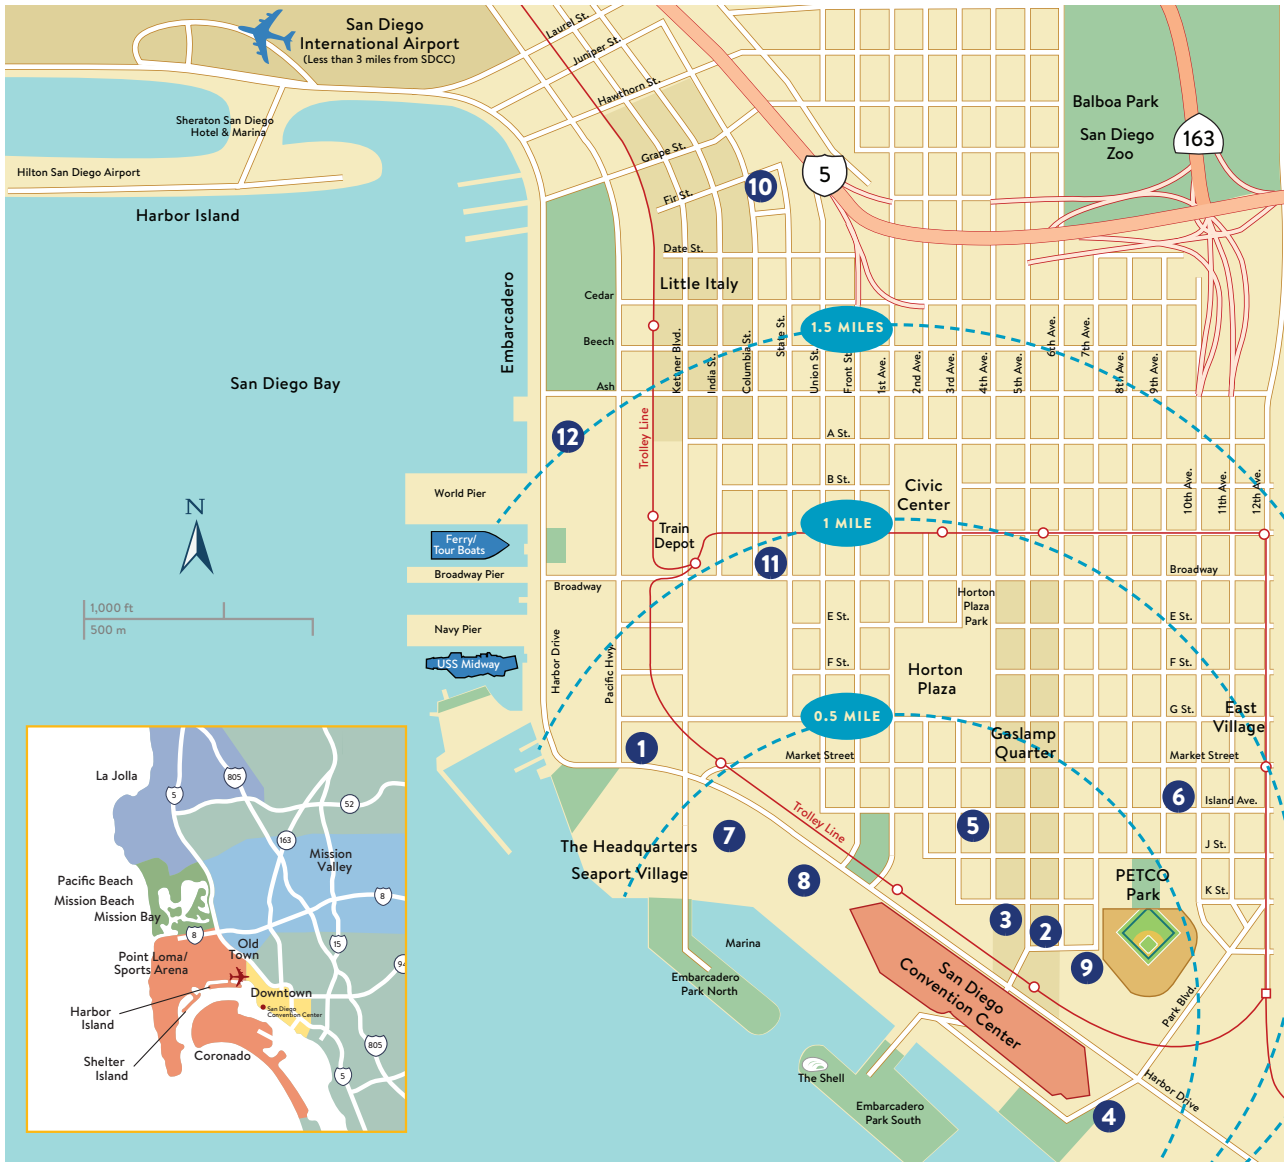 San Diego
International Airport
(Less than 3 miles from SDCC)
Laurel St.
Juniper St.
Hawthorn St.
Grape St.
Fir St.
Date St.
Sheraton San Diego
Hotel & Marina
Hilton San Diego Airport
Harbor Island
Balboa Park
San Diego
Zoo
163
5
10
Little Italy
Embarcadero
Cedar
Beech
Ash
San Diego Bay
1.5 MILES
Kettner Blvd.
India St.
Columbia St.
State St.
Union St.
Front St.
1st Ave.
2nd Ave.
3rd Ave.
4th Ave.
5th Ave.
6th Ave.
7th Ave.
8th Ave.
9th Ave.
10th Ave.
11th Ave.
12th Ave.
12
Trolley Line
A St.
B St.
Civic
Center
N
World Pier
Ferry/
Tour Boats
Broadway Pier
Navy Pier
USS Midway
1,000 ft
500 m
1 MILE
Train
Depot
11
Broadway
Broadway
Horton
Plaza
Park
E St.
E St.
F St.
F St.
Harbor Drive
Pacific Hwy.
Horton
Plaza
G St.
East
Village
0.5 MILE
Gaslamp
Quarter
1
Market Street
Market Street
6
Island Ave.
Trolley Line
5
7
The Headquarters
Seaport Village
8
J St.
PETCO
Park
K St.
3
2
9
Marina
Embarcadero
Park North
San Diego
Convention Center
Park Blvd.
Harbor Drive
4
The Shell
Embarcadero
Park South
La Jolla
805
5
52
163
Mission
Valley
8
Pacific Beach
Mission Beach
Mission Bay
8
15
94
Old
Town
Point Loma/
Sports Arena
Downtown
San Diego
Convention Center
Harbor
Island
Shelter
Island
Coronado
805
5